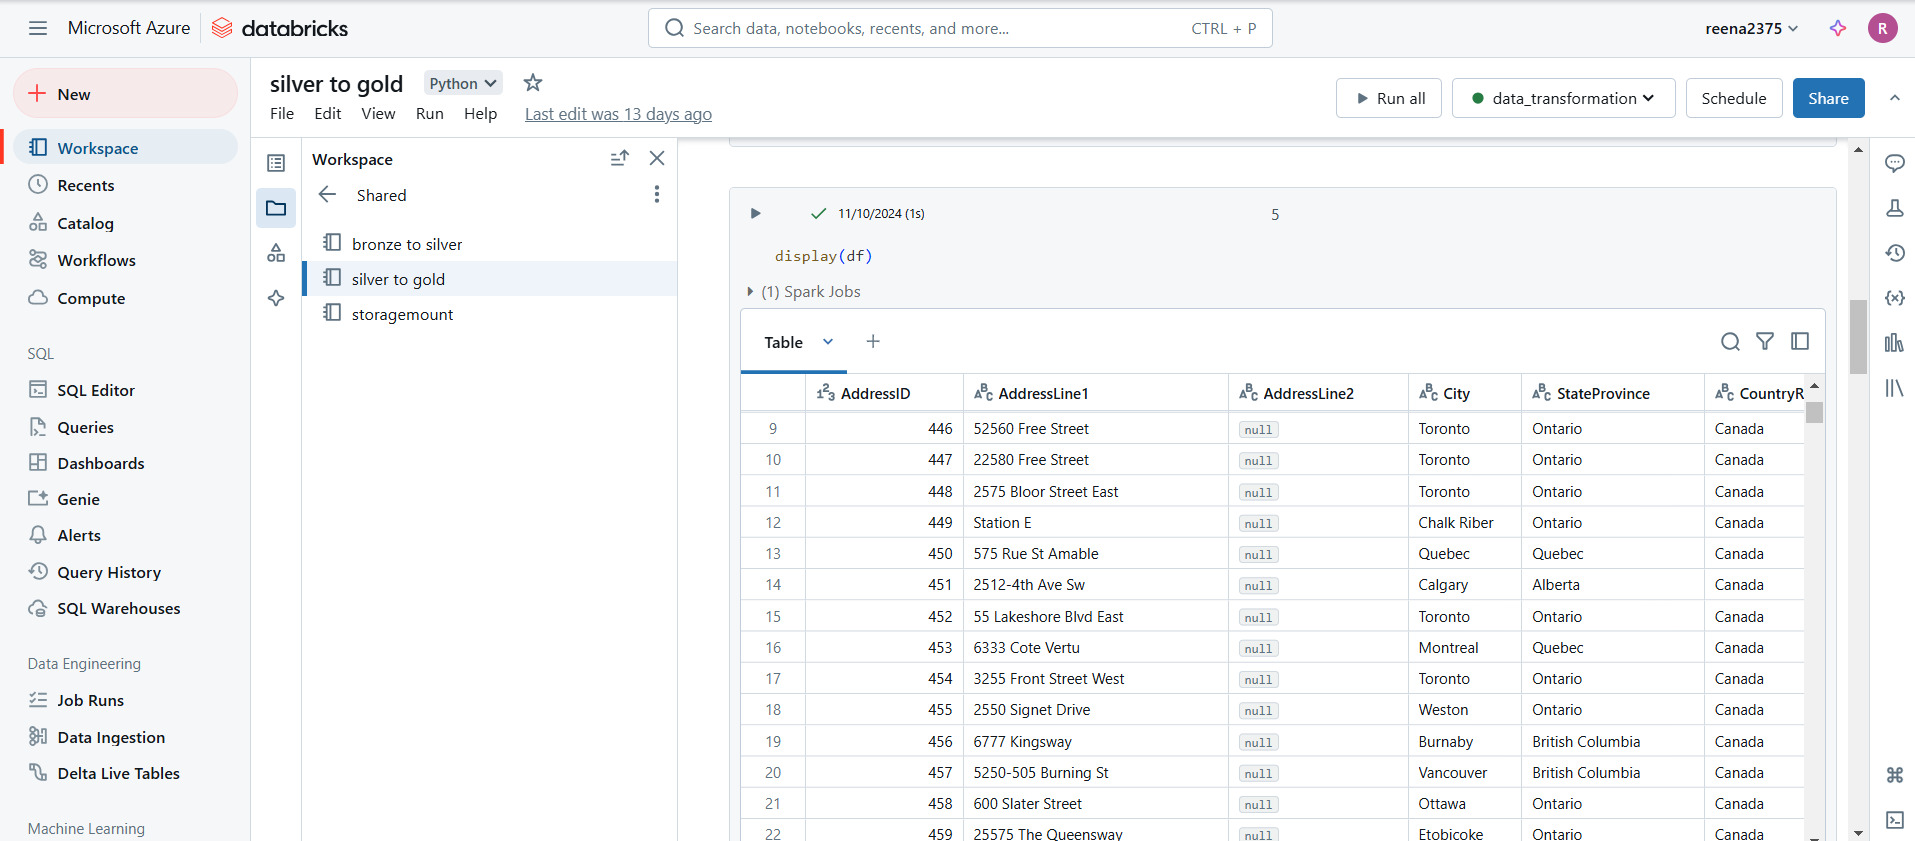 Microsoft Azure databricks
Search data, notebooks, recents, and more... CTRL + P
reena2375 R
New
Workspace
Recents
Catalog
Workflows
Compute
SQL
SQL Editor
Queries
Dashboards
Genie
Alerts
Query History
SQL Warehouses
Data Engineering
Job Runs
Data Ingestion
Delta Live Tables
Machine Learning
silver to gold Python
File Edit View Run Help Last edit was 13 days ago
Run all data_transformation Schedule Share
Workspace
Shared
bronze to silver
silver to gold
storagemount
11/10/2024 (1s) 5
display(df)
(1) Spark Jobs
Table +
AddressID AddressLine1 AddressLine2 City StateProvince CountryR
9 446 52560 Free Street null Toronto Ontario Canada
10 447 22580 Free Street null Toronto Ontario Canada
11 448 2575 Bloor Street East null Toronto Ontario Canada
12 449 Station E null Chalk Riber Ontario Canada
13 450 575 Rue St Amable null Quebec Quebec Canada
14 451 2512-4th Ave Sw null Calgary Alberta Canada
15 452 55 Lakeshore Blvd East null Toronto Ontario Canada
16 453 6333 Cote Vertu null Montreal Quebec Canada
17 454 3255 Front Street West null Toronto Ontario Canada
18 455 2550 Signet Drive null Weston Ontario Canada
19 456 6777 Kingsway null Burnaby British Columbia Canada
20 457 5250-505 Burning St null Vancouver British Columbia Canada
21 458 600 Slater Street null Ottawa Ontario Canada
22 459 25575 The Queensway null Etobicoke Ontario Canada